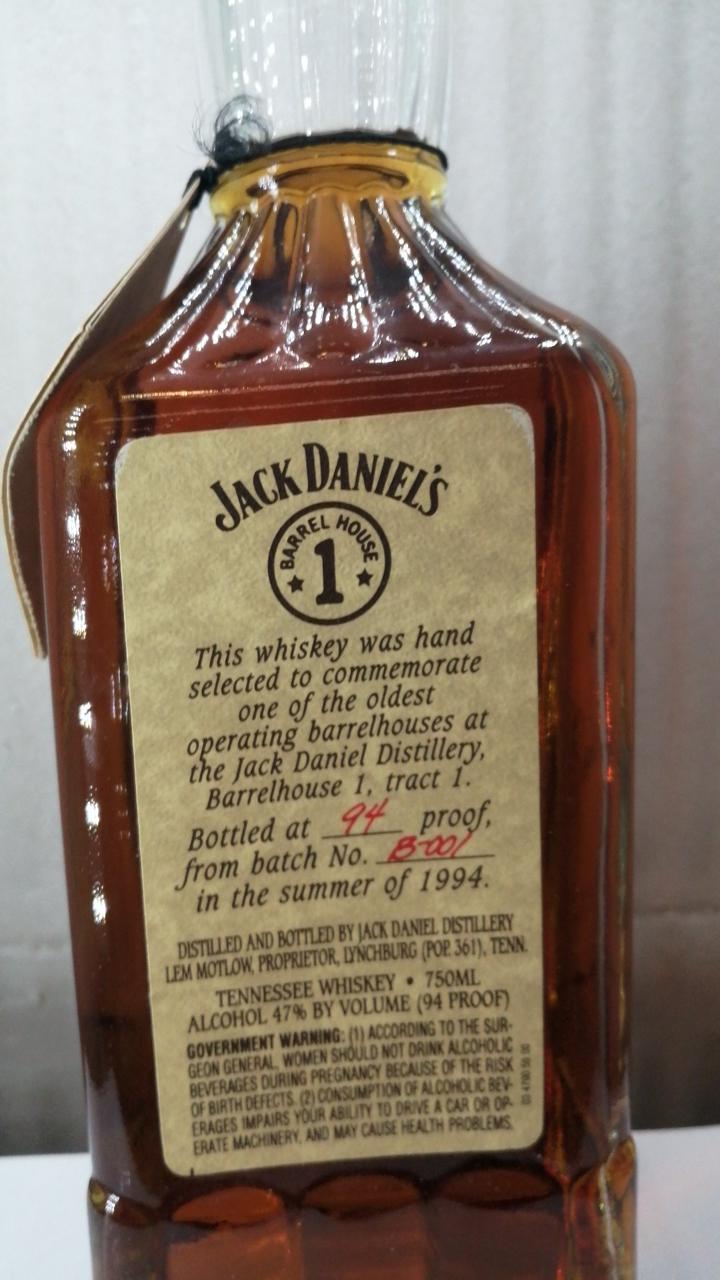 JACK DANIEL'S
BARREL HOUSE
1
This whiskey was hand
selected to commemorate
one of the oldest
operating barrelhouses at
the Jack Daniel Distillery,
Barrelhouse 1, tract 1.
Bottled at 94 proof,
from batch No. B-001
in the summer of 1994.
DISTILLED AND BOTTLED BY JACK DANIEL DISTILLERY
LEM MOTLOW, PROPRIETOR, LYNCHBURG (POP. 361), TENN.
TENNESSEE WHISKEY • 750ML
ALCOHOL 47% BY VOLUME (94 PROOF)
GOVERNMENT WARNING: (1) ACCORDING TO THE SUR-
GEON GENERAL, WOMEN SHOULD NOT DRINK ALCOHOLIC
BEVERAGES DURING PREGNANCY BECAUSE OF THE RISK
OF BIRTH DEFECTS. (2) CONSUMPTION OF ALCOHOLIC BEV-
ERAGES IMPAIRS YOUR ABILITY TO DRIVE A CAR OR OP-
ERATE MACHINERY, AND MAY CAUSE HEALTH PROBLEMS.